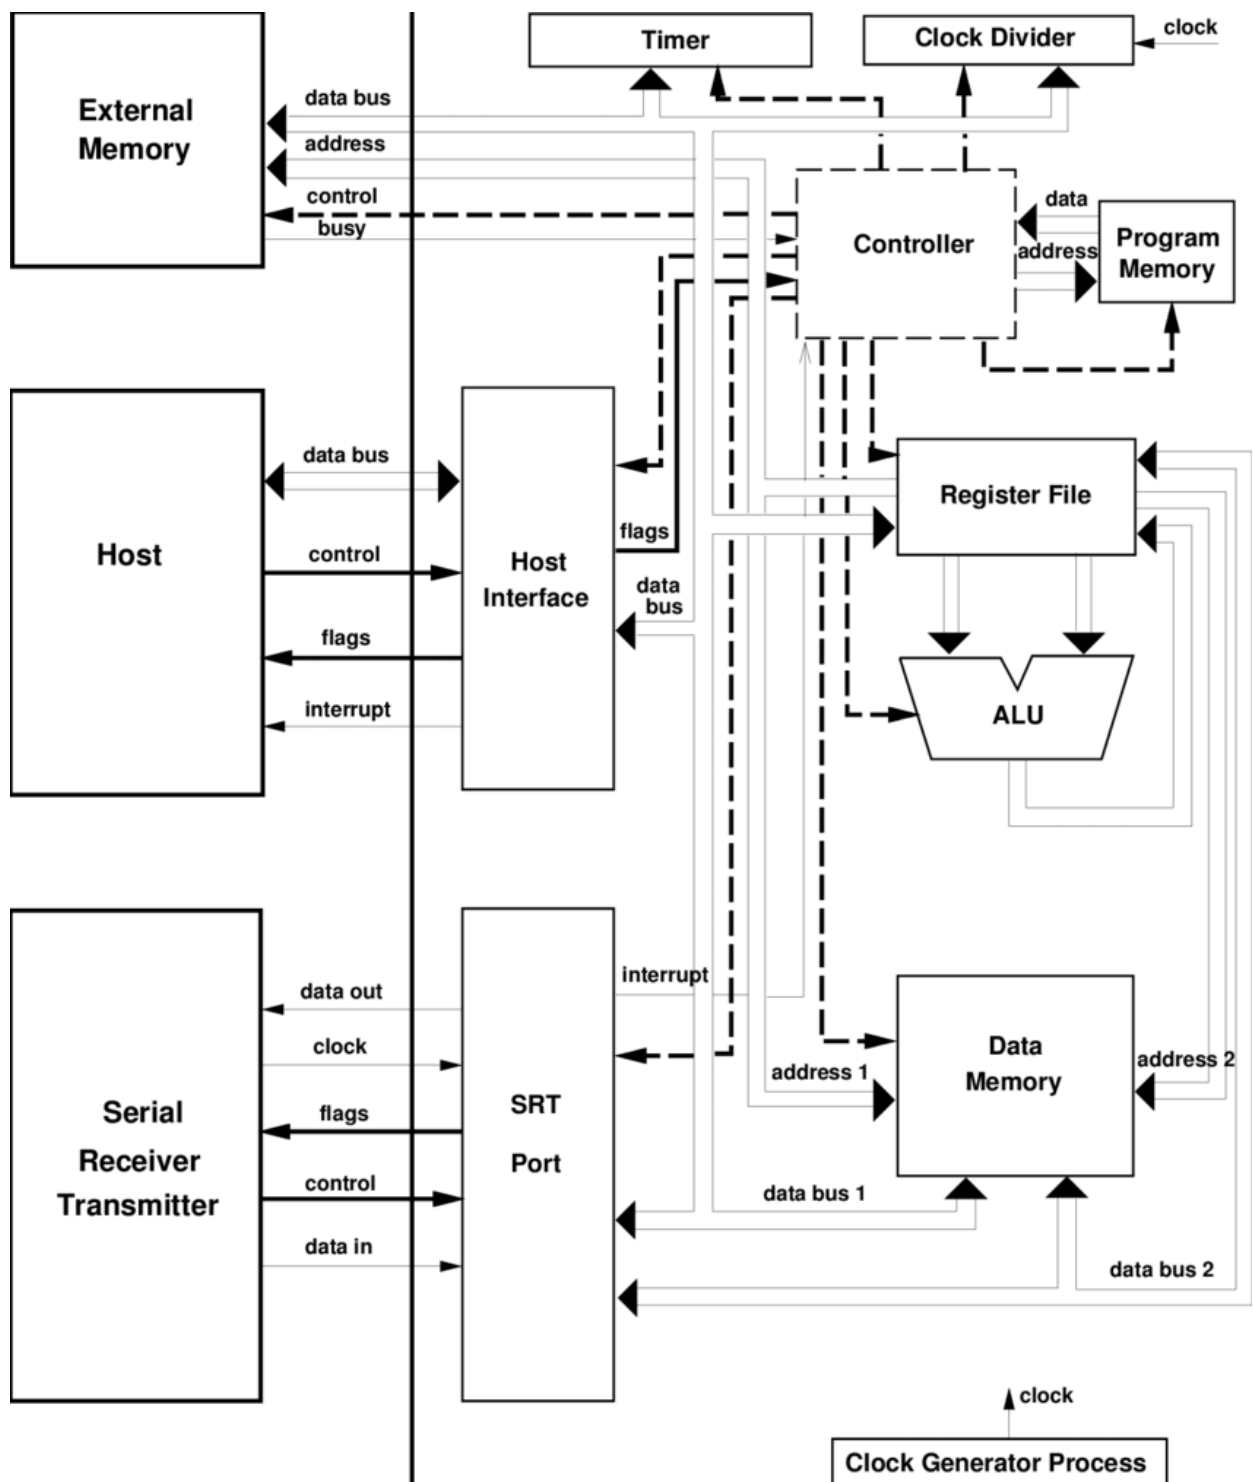 Timer
Clock Divider
clock
External
Memory
data bus
address
control
busy
Controller
data
address
Program
Memory
Host
data bus
control
flags
interrupt
Host
Interface
flags
data
bus
Register File
ALU
Serial
Receiver
Transmitter
data out
clock
flags
control
data in
SRT
Port
interrupt
Data
Memory
address 1
address 2
data bus 1
data bus 2
clock
Clock Generator Process